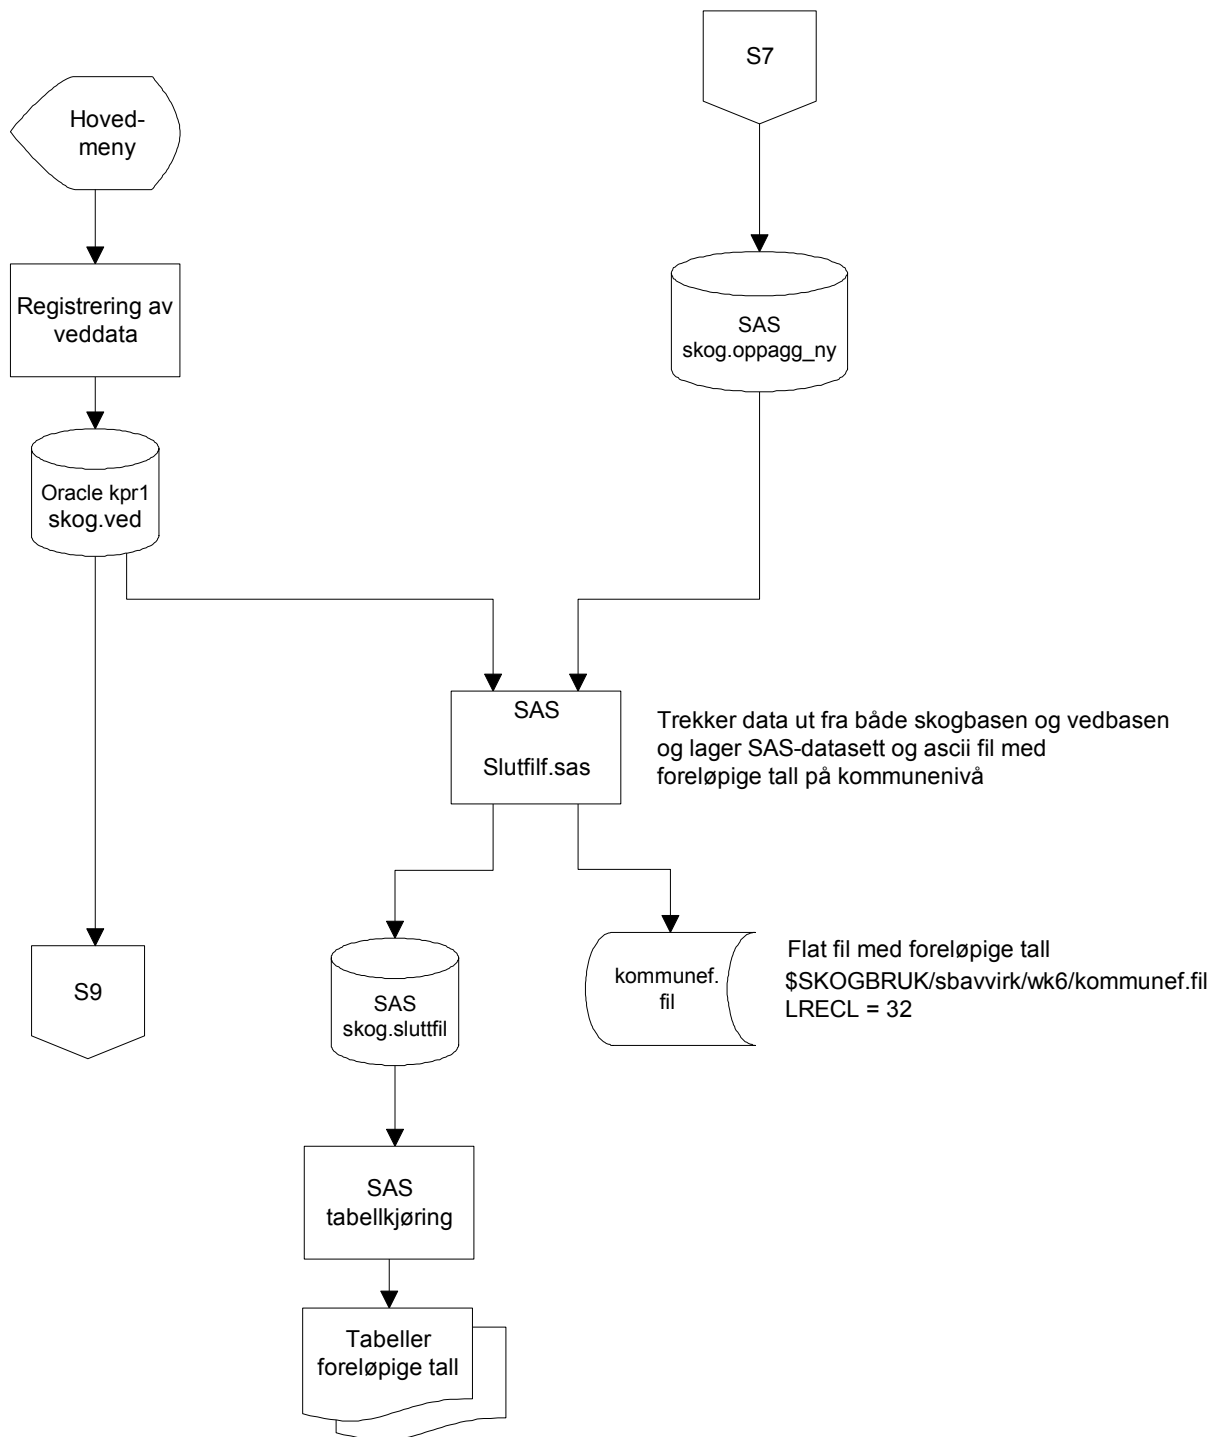 S7
Hoved-
meny
Registrering av
veddata
SAS
skog.oppagg_ny
Oracle kpr1
skog.ved
SAS
Slutfilf.sas
Trekker data ut fra både skogbasen og vedbasen
og lager SAS-datasett og ascii fil med
foreløpige tall på kommunenivå
S9
SAS
skog.sluttfil
kommunef.
fil
Flat fil med foreløpige tall
$SKOGBRUK/sbavvirk/wk6/kommunef.fil
LRECL = 32
SAS
tabellkjøring
Tabeller
foreløpige tall